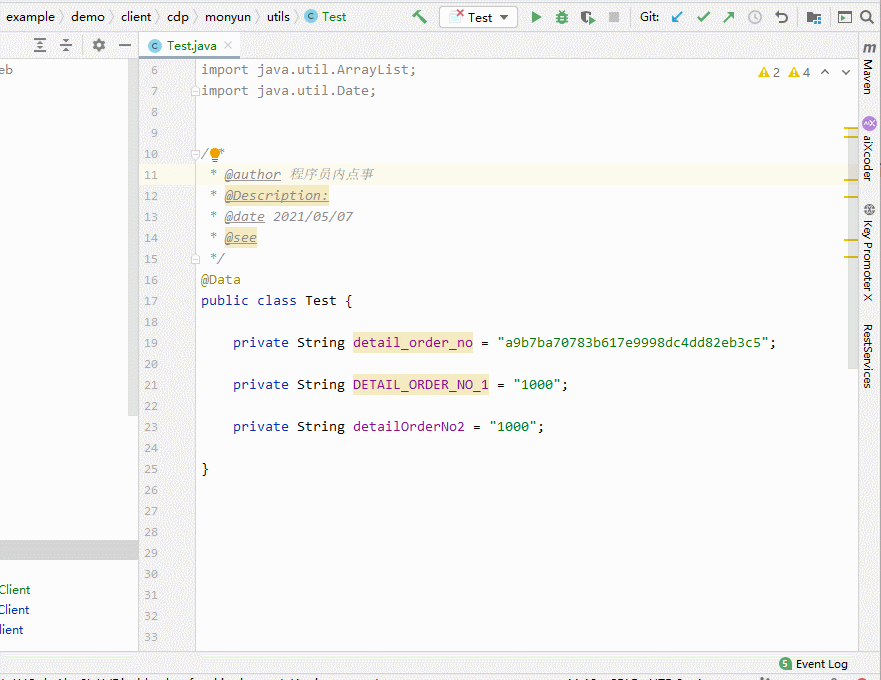 example demo client cdp monyun utils Test
Test
Git:
Test.java
eb
2 4
6 import java.util.ArrayList;
7 import java.util.Date;
8
9
10 /**
11 * @author 程序员内点事
12 * @Description:
13 * @date 2021/05/07
14 * @see
15 */
16 @Data
17 public class Test {
18
19 private String detail_order_no = "a9b7ba70783b617e9998dc4dd82eb3c5";
20
21 private String DETAIL_ORDER_NO_1 = "1000";
22
23 private String detailOrderNo2 = "1000";
24
25 }
26
27
28
29
30
31
32
33
Client
Client
lient
m Maven
aiXcoder
Key Promoter X
RestServices
5 Event Log